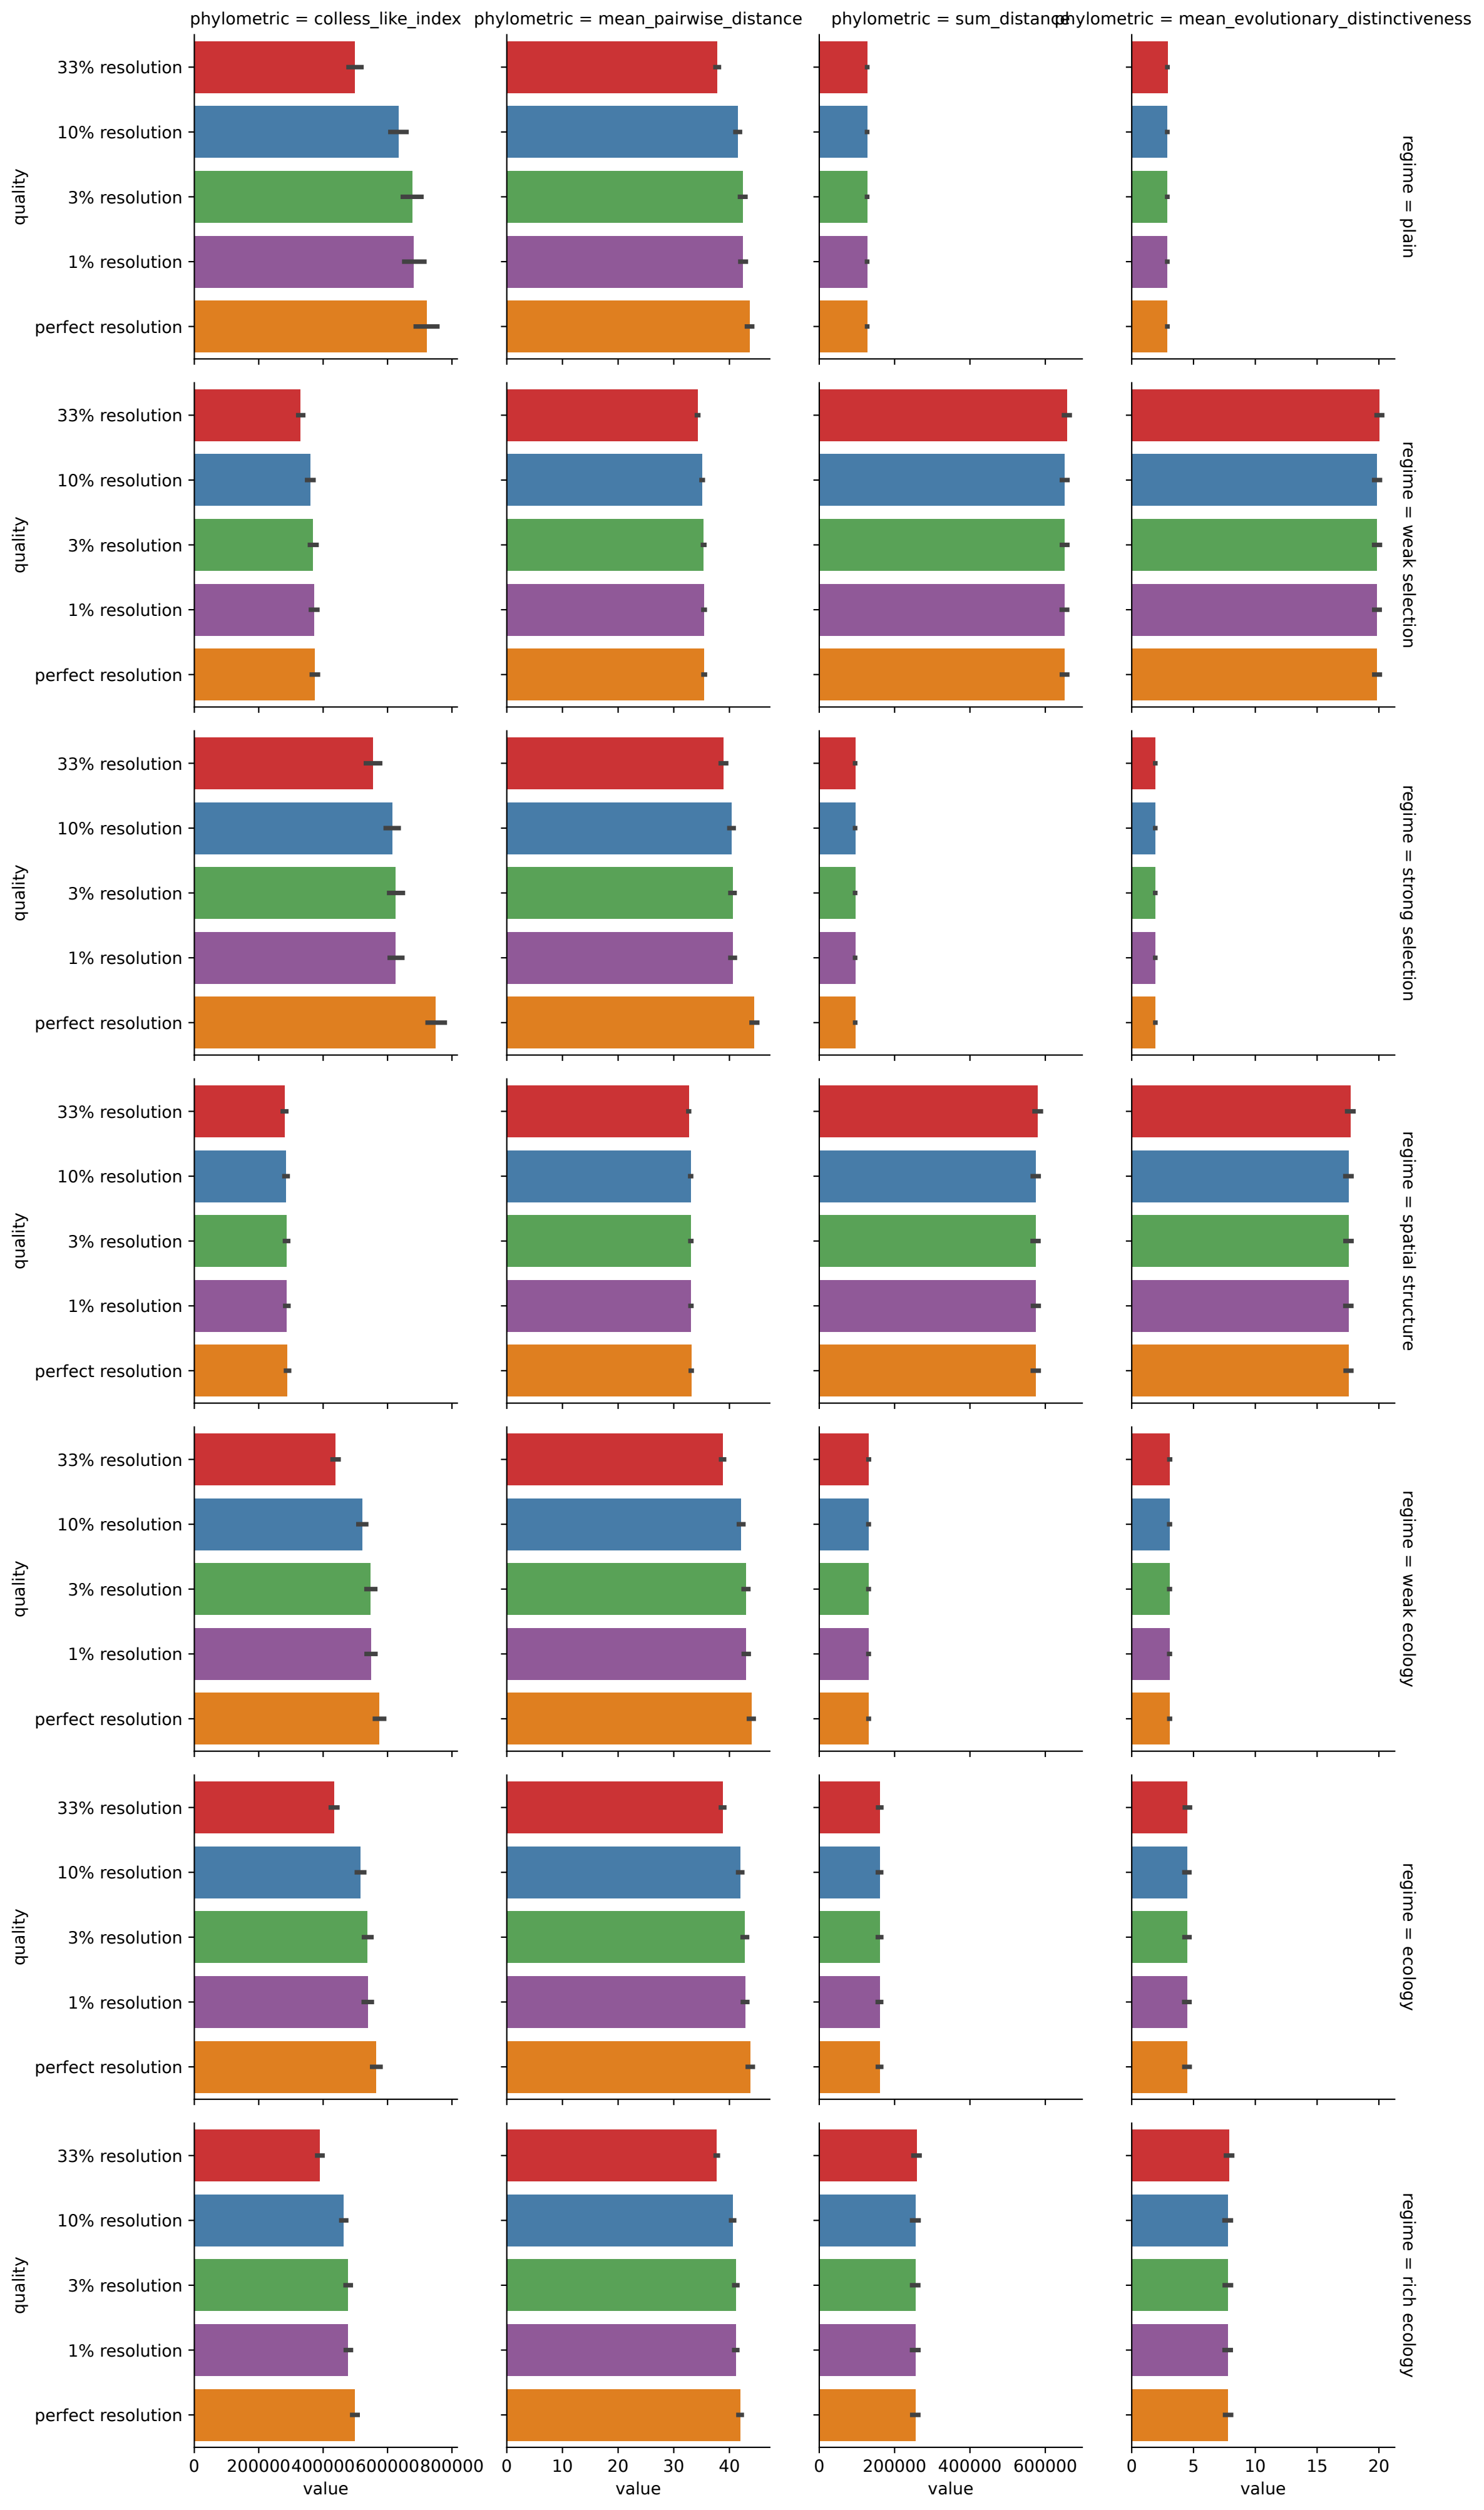 phylometric = colless_like_index
phylometric = mean_pairwise_distance
phylometric = sum_distance
phylometric = mean_evolutionary_distinctiveness
33% resolution
10% resolution
3% resolution
1% resolution
perfect resolution
quality
regime = plain
33% resolution
10% resolution
3% resolution
1% resolution
perfect resolution
quality
regime = weak selection
33% resolution
10% resolution
3% resolution
1% resolution
perfect resolution
quality
regime = strong selection
33% resolution
10% resolution
3% resolution
1% resolution
perfect resolution
quality
regime = spatial structure
33% resolution
10% resolution
3% resolution
1% resolution
perfect resolution
quality
regime = weak ecology
33% resolution
10% resolution
3% resolution
1% resolution
perfect resolution
quality
regime = ecology
33% resolution
10% resolution
3% resolution
1% resolution
perfect resolution
quality
regime = rich ecology
0 200000 400000 600000 800000
value
0 10 20 30 40
value
0 200000 400000 600000
value
0 5 10 15 20
value